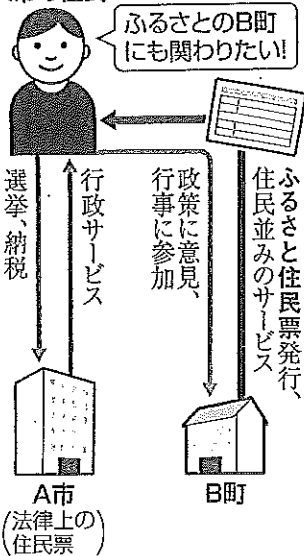 ふるさとのB町
にも関わりたい!
選挙、納税
行政サービス
政策に意見、
行事に参加
ふるさと住民票発行、
住民並みのサービス
A市
(法律上の
住民票)
B町